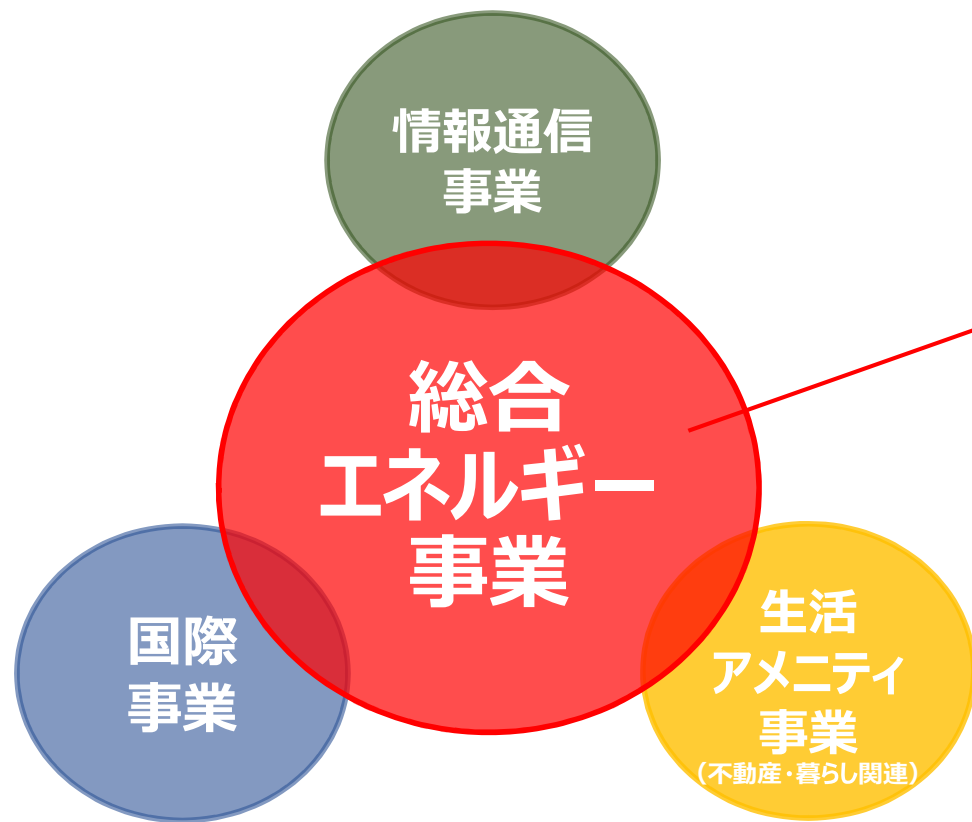 情報通信
事業
総合
エネルギー
事業
国際
事業
生活
アメニティ
事業
（不動産・暮らし関連）